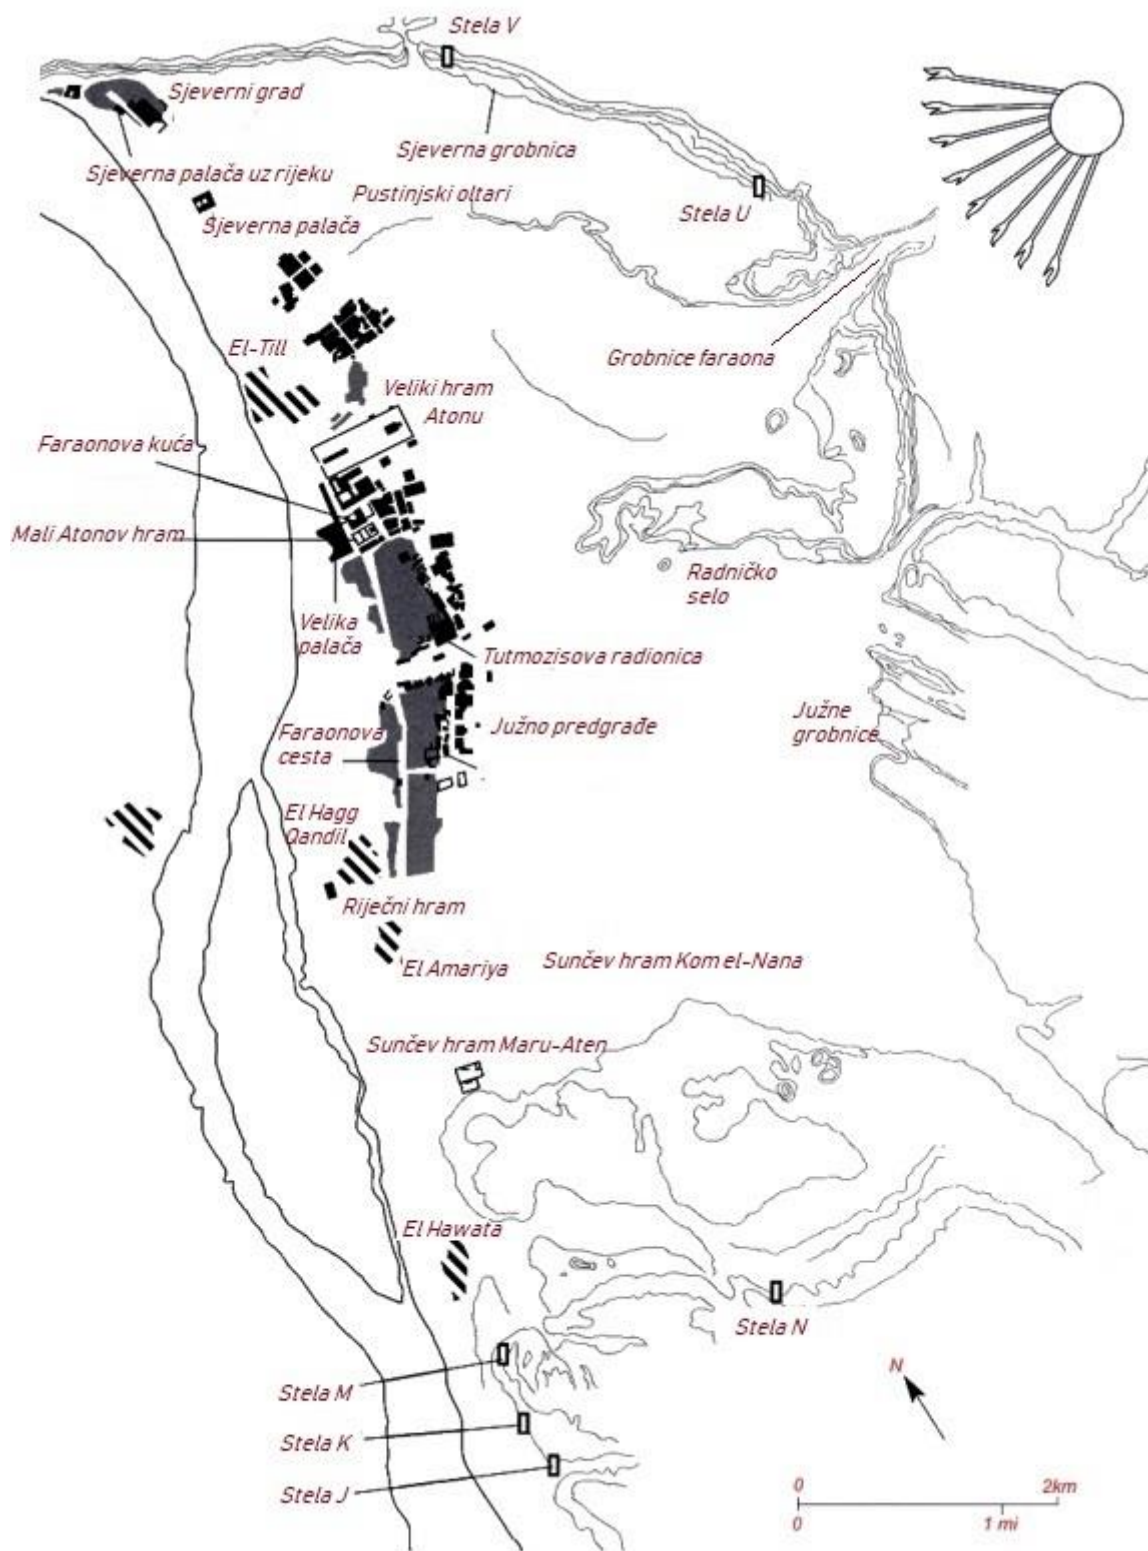 Stela V
Sjeverni grad
Sjeverna grobnica
Sjeverna palača uz rijeku
Pustinjski oltari
Stela U
Sjeverna palača
El-Till
Grobnice faraona
Veliki hram
Atonu
Faraonova kuća
Mali Atonov hram
Radničko
selo
Velika
palača
Tutmozisova radionica
Južne
grobnice
Južno predgrađe
Faraonova
cesta
El Hagg
Qandil
Riječni hram
El Amariya
Sunčev hram Kom el-Nana
Sunčev hram Maru-Aten
El Hawata
Stela N
Stela M
N
Stela K
Stela J
0
2km
0
1 mi